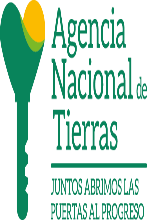 Agencia
Nacional de
Tierras
JUNTOS ABRIMOS LAS
PUERTAS AL PROGRESO